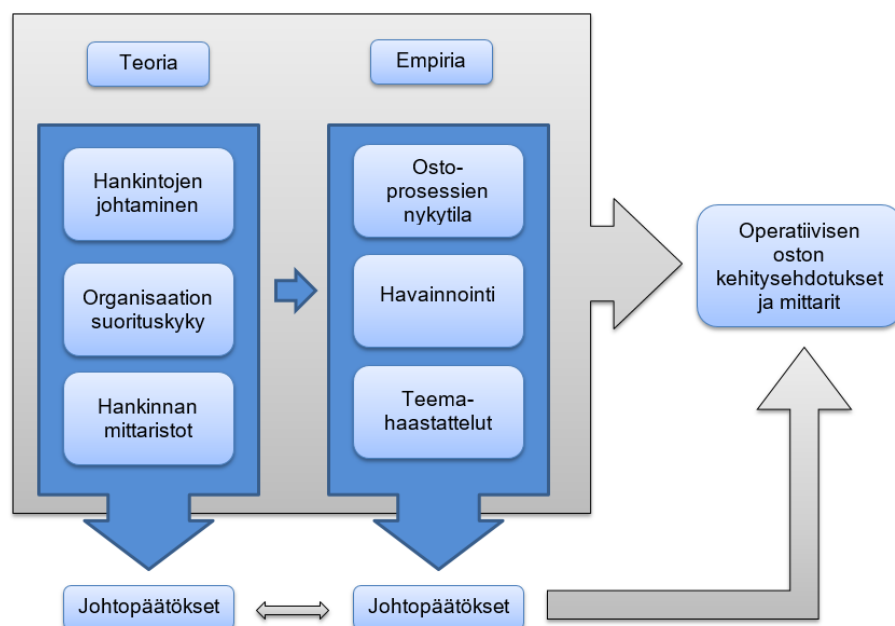 Teoria
Empiria
Hankintojen
johtaminen
Organisaation
suorituskyky
Hankinnan
mittaristot
Osto-
prosessien
nykytila
Havainnointi
Teema-
haastattelut
Operatiivisen
oston
kehitysehdotukset
ja mittarit
Johtopäätökset
Johtopäätökset